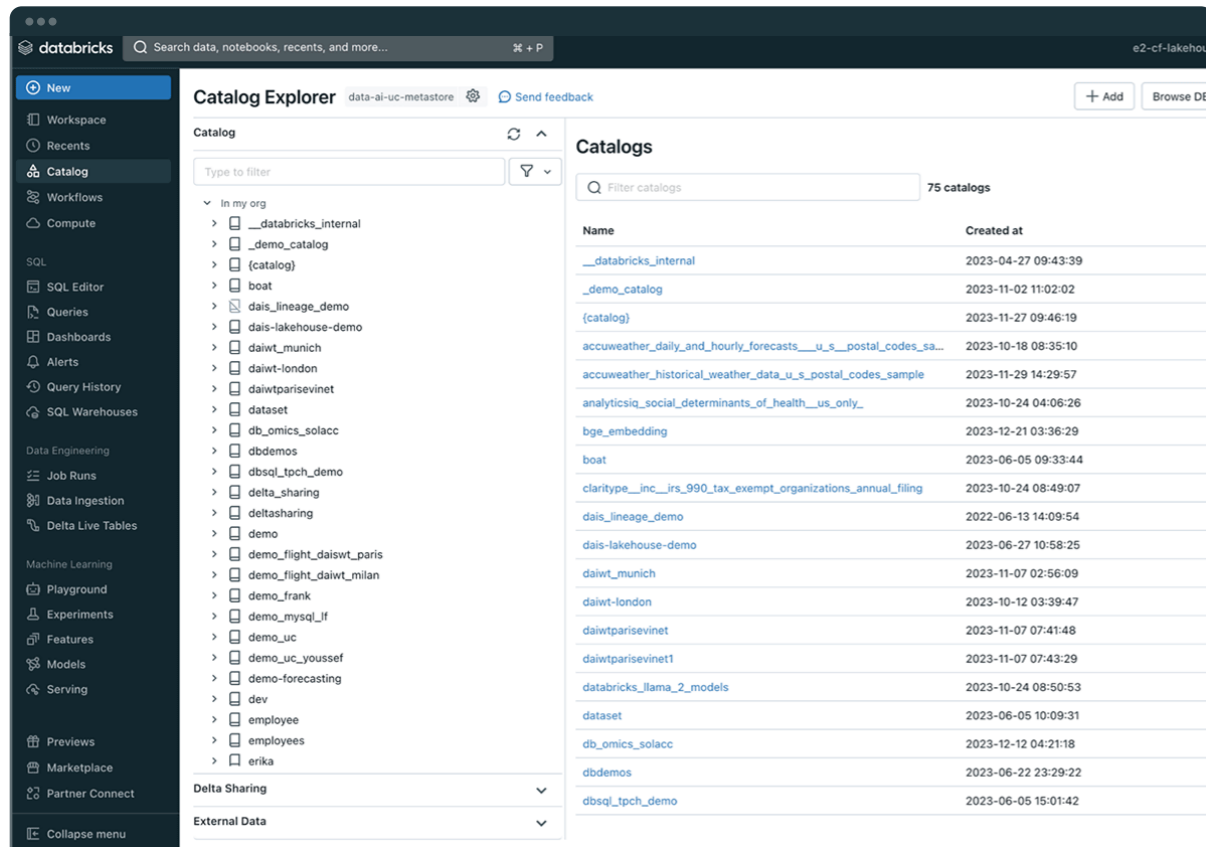 databricks
Search data, notebooks, recents, and more...
⌘ + P
e2-cf-lakehou
New
Workspace
Recents
Catalog
Workflows
Compute
SQL
SQL Editor
Queries
Dashboards
Alerts
Query History
SQL Warehouses
Data Engineering
Job Runs
Data Ingestion
Delta Live Tables
Machine Learning
Playground
Experiments
Features
Models
Serving
Previews
Marketplace
Partner Connect
Collapse menu
Catalog Explorer
data-ai-uc-metastore
Send feedback
+ Add
Browse DB
Catalog
Type to filter
In my org
__databricks_internal
_demo_catalog
{catalog}
boat
dais_lineage_demo
dais-lakehouse-demo
daiwt_munich
daiwt-london
daiwtparisevinet
dataset
db_omics_solacc
dbdemos
dbsql_tpch_demo
delta_sharing
deltasharing
demo
demo_flight_daiswt_paris
demo_flight_daiwt_milan
demo_frank
demo_mysql_lf
demo_uc
demo_uc_youssef
demo-forecasting
dev
employee
employees
erika
Delta Sharing
External Data
Catalogs
Filter catalogs
75 catalogs
Name Created at
__databricks_internal 2023-04-27 09:43:39
_demo_catalog 2023-11-02 11:02:02
{catalog} 2023-11-27 09:46:19
accuweather_daily_and_hourly_forecasts___u_s__postal_codes_sa... 2023-10-18 08:35:10
accuweather_historical_weather_data_u_s_postal_codes_sample 2023-11-29 14:29:57
analyticsiq_social_determinants_of_health__us_only_ 2023-10-24 04:06:26
bge_embedding 2023-12-21 03:36:29
boat 2023-06-05 09:33:44
claritype__inc__irs_990_tax_exempt_organizations_annual_filing 2023-10-24 08:49:07
dais_lineage_demo 2022-06-13 14:09:54
dais-lakehouse-demo 2023-06-27 10:58:25
daiwt_munich 2023-11-07 02:56:09
daiwt-london 2023-10-12 03:39:47
daiwtparisevinet 2023-11-07 07:41:48
daiwtparisevinet1 2023-11-07 07:43:29
databricks_llama_2_models 2023-10-24 08:50:53
dataset 2023-06-05 10:09:31
db_omics_solacc 2023-12-12 04:21:18
dbdemos 2023-06-22 23:29:22
dbsql_tpch_demo 2023-06-05 15:01:42